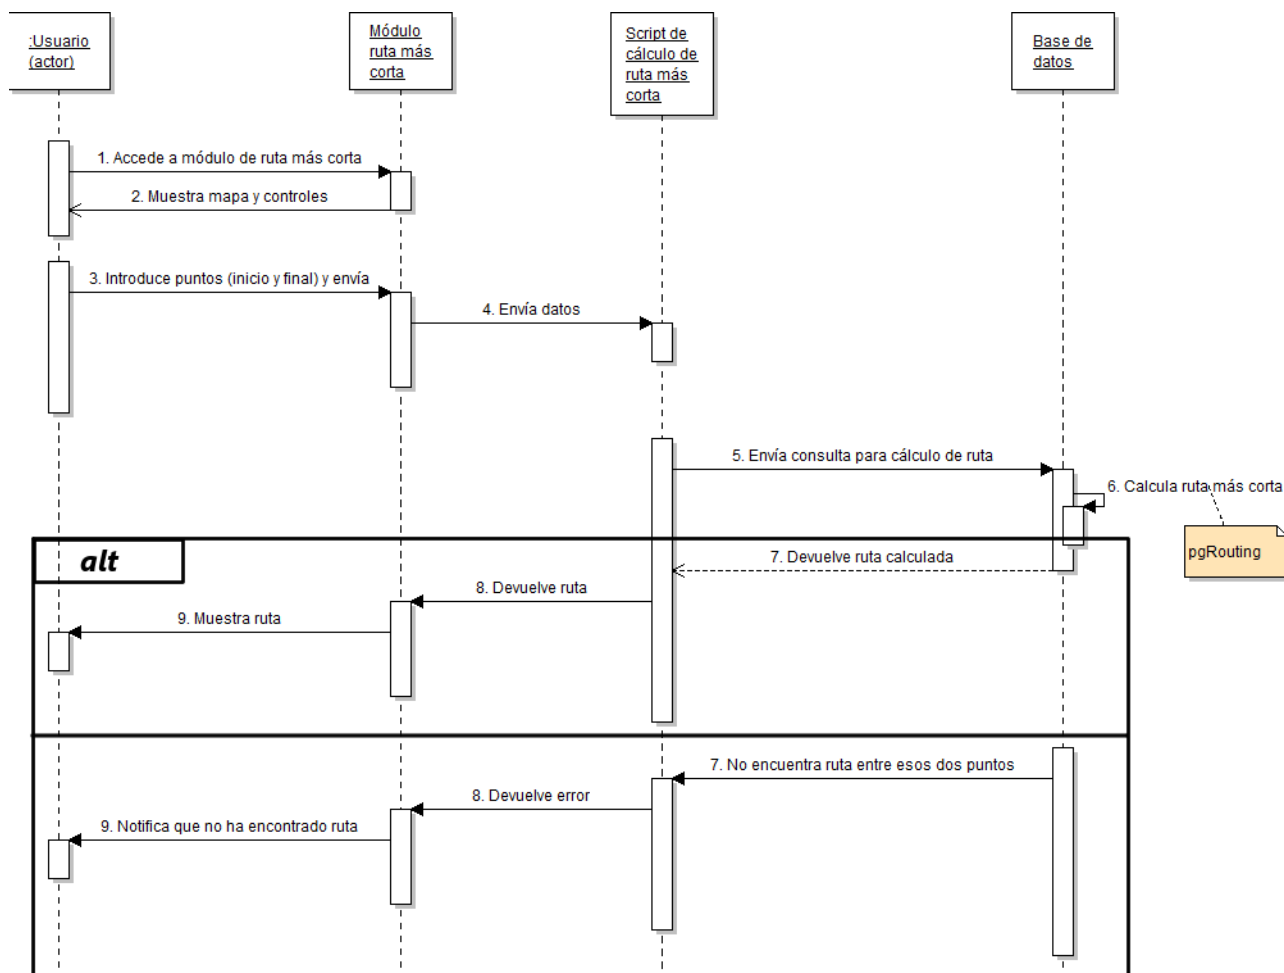 :Usuario
(actor)
Módulo
ruta más
corta
Script de
cálculo de
ruta más
corta
Base de
datos
1. Accede a módulo de ruta más corta
2. Muestra mapa y controles
3. Introduce puntos (inicio y final) y envía
4. Envía datos
5. Envía consulta para cálculo de ruta
6. Calcula ruta más corta
pgRouting
alt
7. Devuelve ruta calculada
8. Devuelve ruta
9. Muestra ruta
7. No encuentra ruta entre esos dos puntos
8. Devuelve error
9. Notifica que no ha encontrado ruta